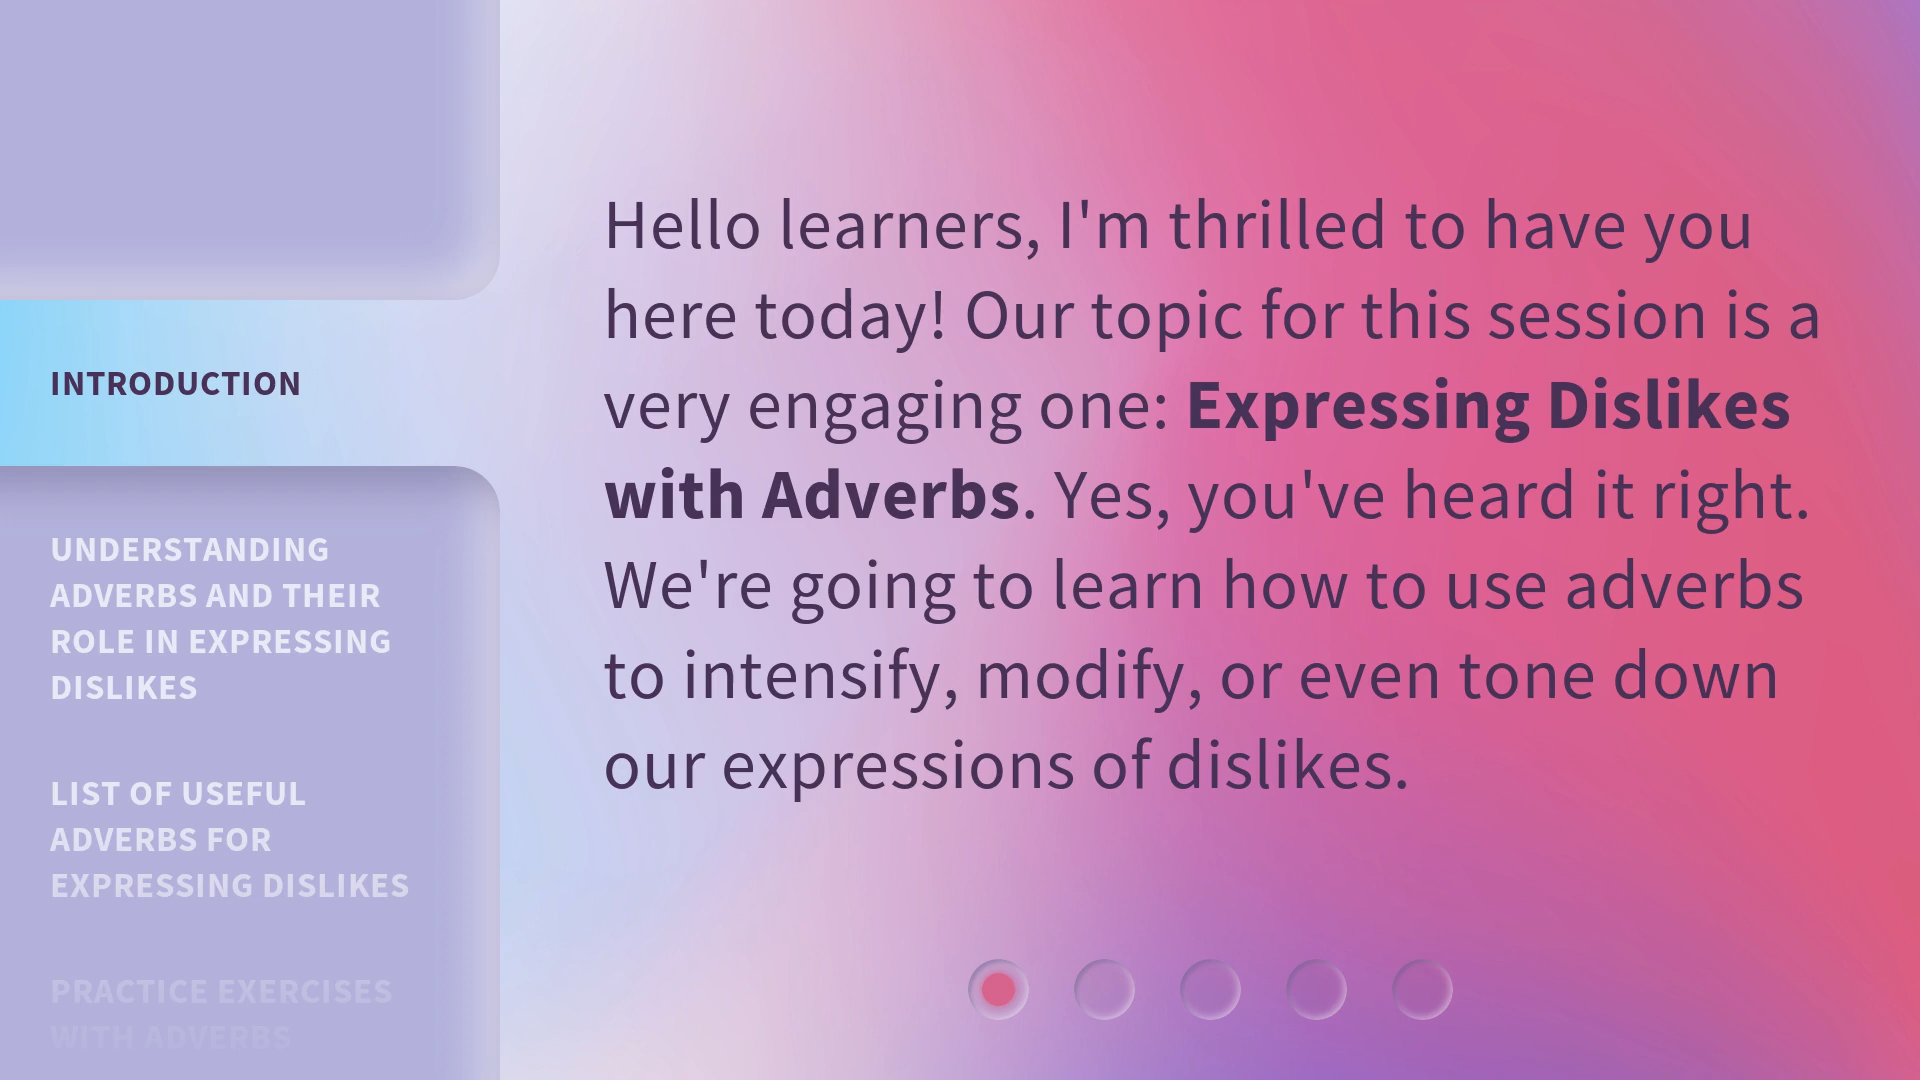 INTRODUCTION
UNDERSTANDING
ADVERBS AND THEIR
ROLE IN EXPRESSING
DISLIKES
LIST OF USEFUL
ADVERBS FOR
EXPRESSING DISLIKES
PRACTICE EXERCISES
WITH ADVERBS
Hello learners, I'm thrilled to have you
here today! Our topic for this session is a
very engaging one: Expressing Dislikes
with Adverbs. Yes, you've heard it right.
We're going to learn how to use adverbs
to intensify, modify, or even tone down
our expressions of dislikes.